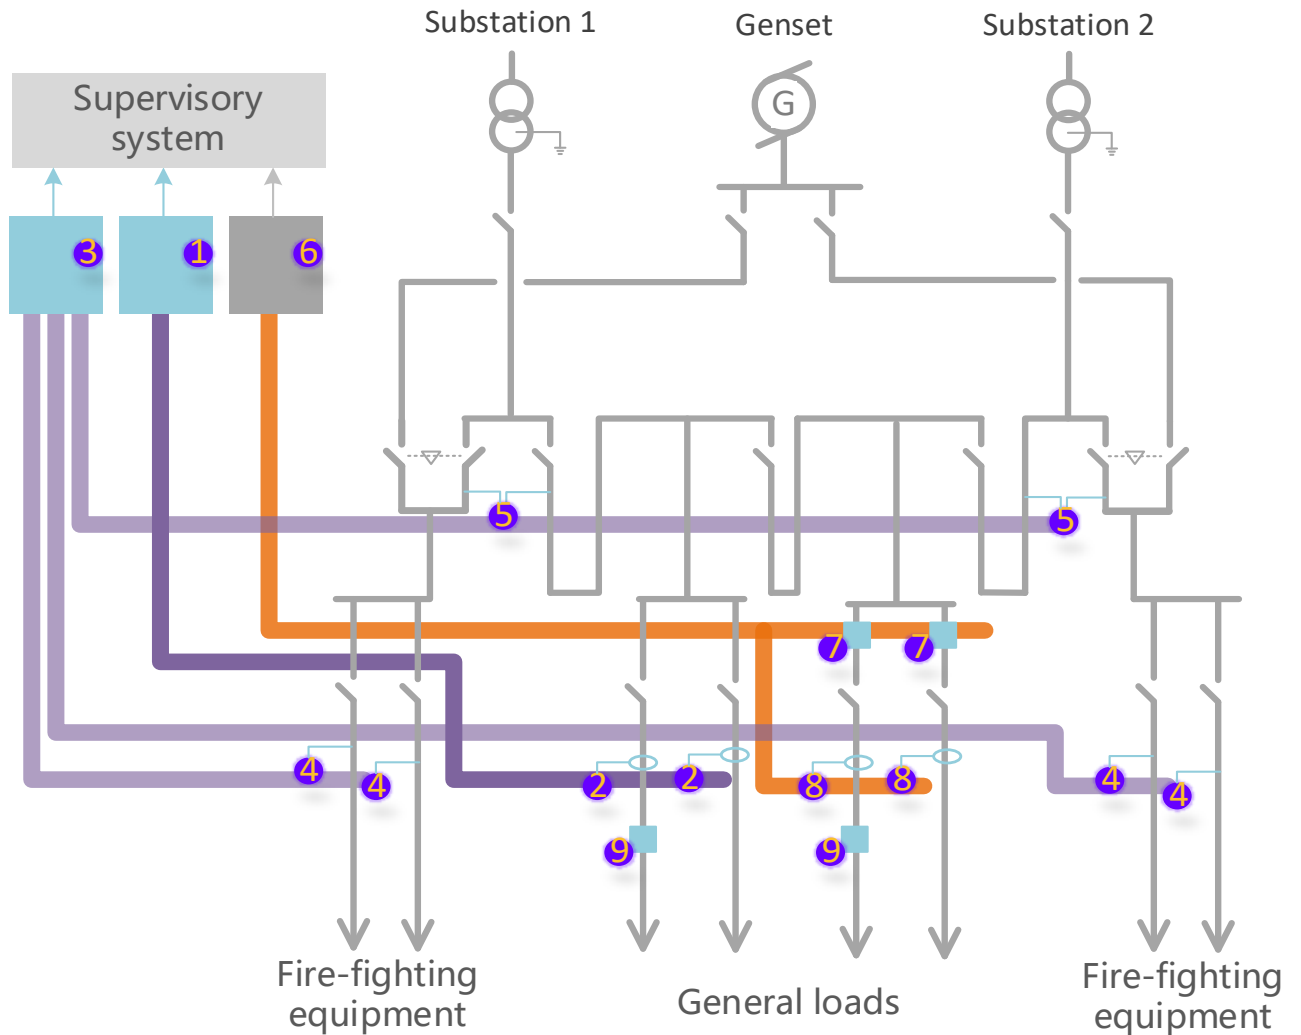 Substation 1
Genset
Substation 2
Supervisory
system
G
3
1
6
5
5
7
7
4
4
2
2
8
8
4
4
9
9
Fire-fighting
equipment
General loads
Fire-fighting
equipment